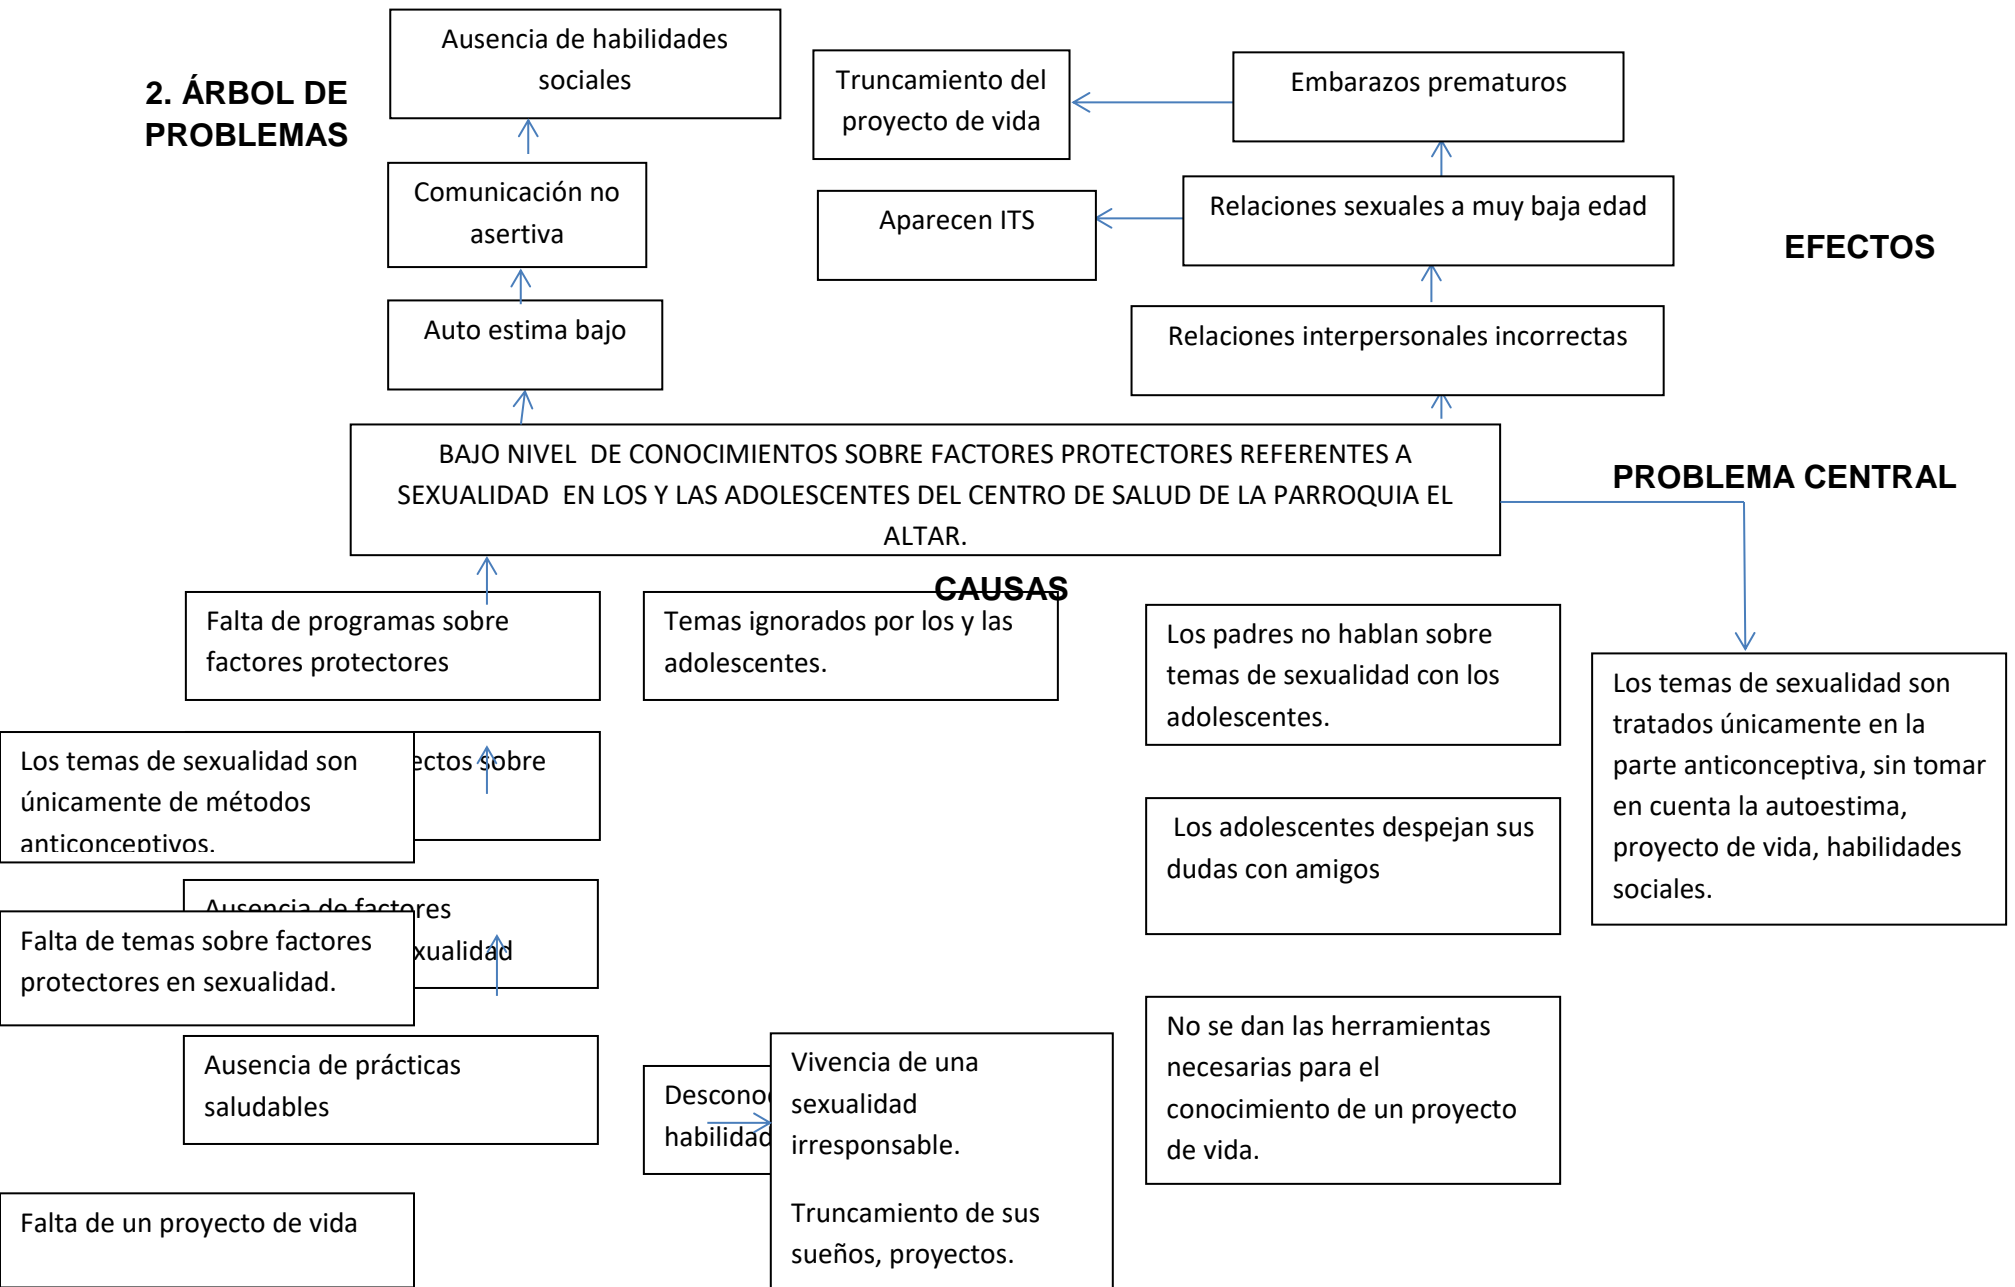 2. ÁRBOL DE
PROBLEMAS
Ausencia de habilidades
sociales
Truncamiento del
proyecto de vida
Embarazos prematuros
Comunicación no
asertiva
Aparecen ITS
Relaciones sexuales a muy baja edad
EFECTOS
Auto estima bajo
Relaciones interpersonales incorrectas
BAJO NIVEL DE CONOCIMIENTOS SOBRE FACTORES PROTECTORES REFERENTES A
SEXUALIDAD EN LOS Y LAS ADOLESCENTES DEL CENTRO DE SALUD DE LA PARROQUIA EL
ALTAR.
PROBLEMA CENTRAL
CAUSAS
Falta de programas sobre
factores protectores
Temas ignorados por los y las
adolescentes.
Los padres no hablan sobre
temas de sexualidad con los
adolescentes.
Los temas de sexualidad son
tratados únicamente en la
parte anticonceptiva, sin tomar
en cuenta la autoestima,
proyecto de vida, habilidades
sociales.
Los temas de sexualidad son
únicamente de métodos
anticonceptivos.
sobre
Los adolescentes despejan sus
dudas con amigos
Ausencia de factores
Falta de temas sobre factores
protectores en sexualidad.
Ausencia de prácticas
saludables
Vivencia de una
sexualidad
irresponsable.
Truncamiento de sus
sueños, proyectos.
No se dan las herramientas
necesarias para el
conocimiento de un proyecto
de vida.
Falta de un proyecto de vida